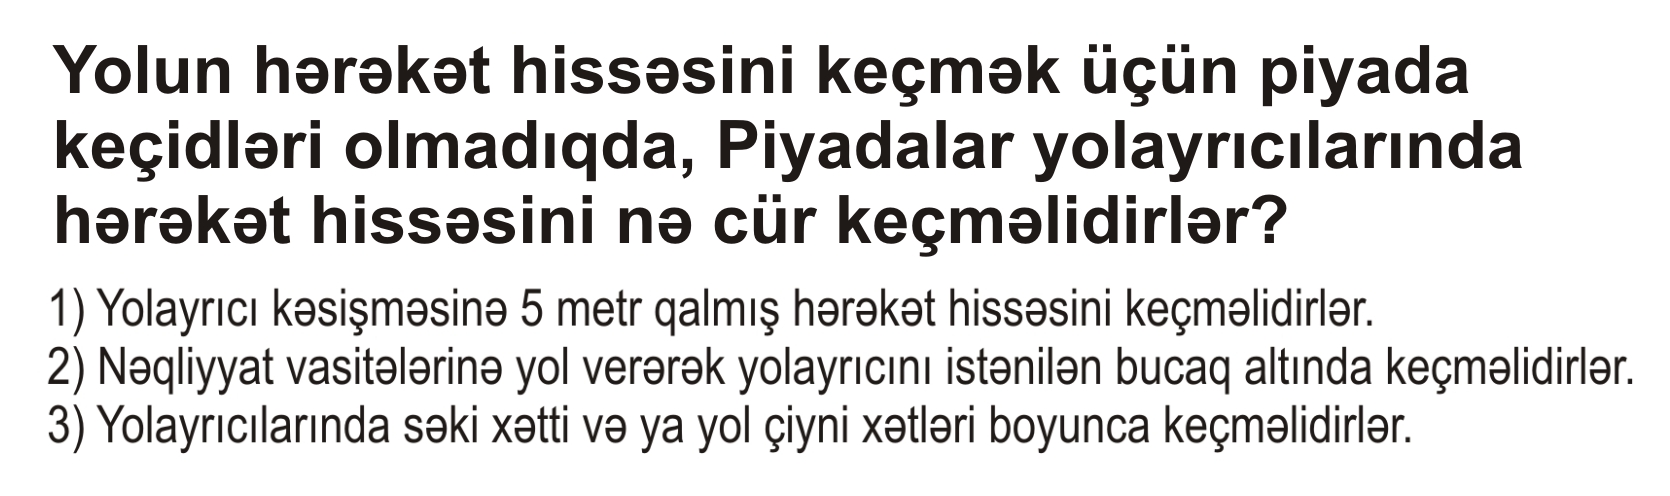 Yolun hərəkət hissəsini keçmək üçün piyada
keçidləri olmadıqda, Piyadalar yolayrıcılarında
hərəkət hissəsini nə cür keçməlidirlər?
1) Yolayrıcı kəsişməsinə 5 metr qalmış hərəkət hissəsini keçməlidirlər.
2) Nəqliyyat vasitələrinə yol verərək yolayrıcını istənilən bucaq altında keçməlidirlər.
3) Yolayrıcılarında səki xətti və ya yol çiyni xətləri boyunca keçməlidirlər.